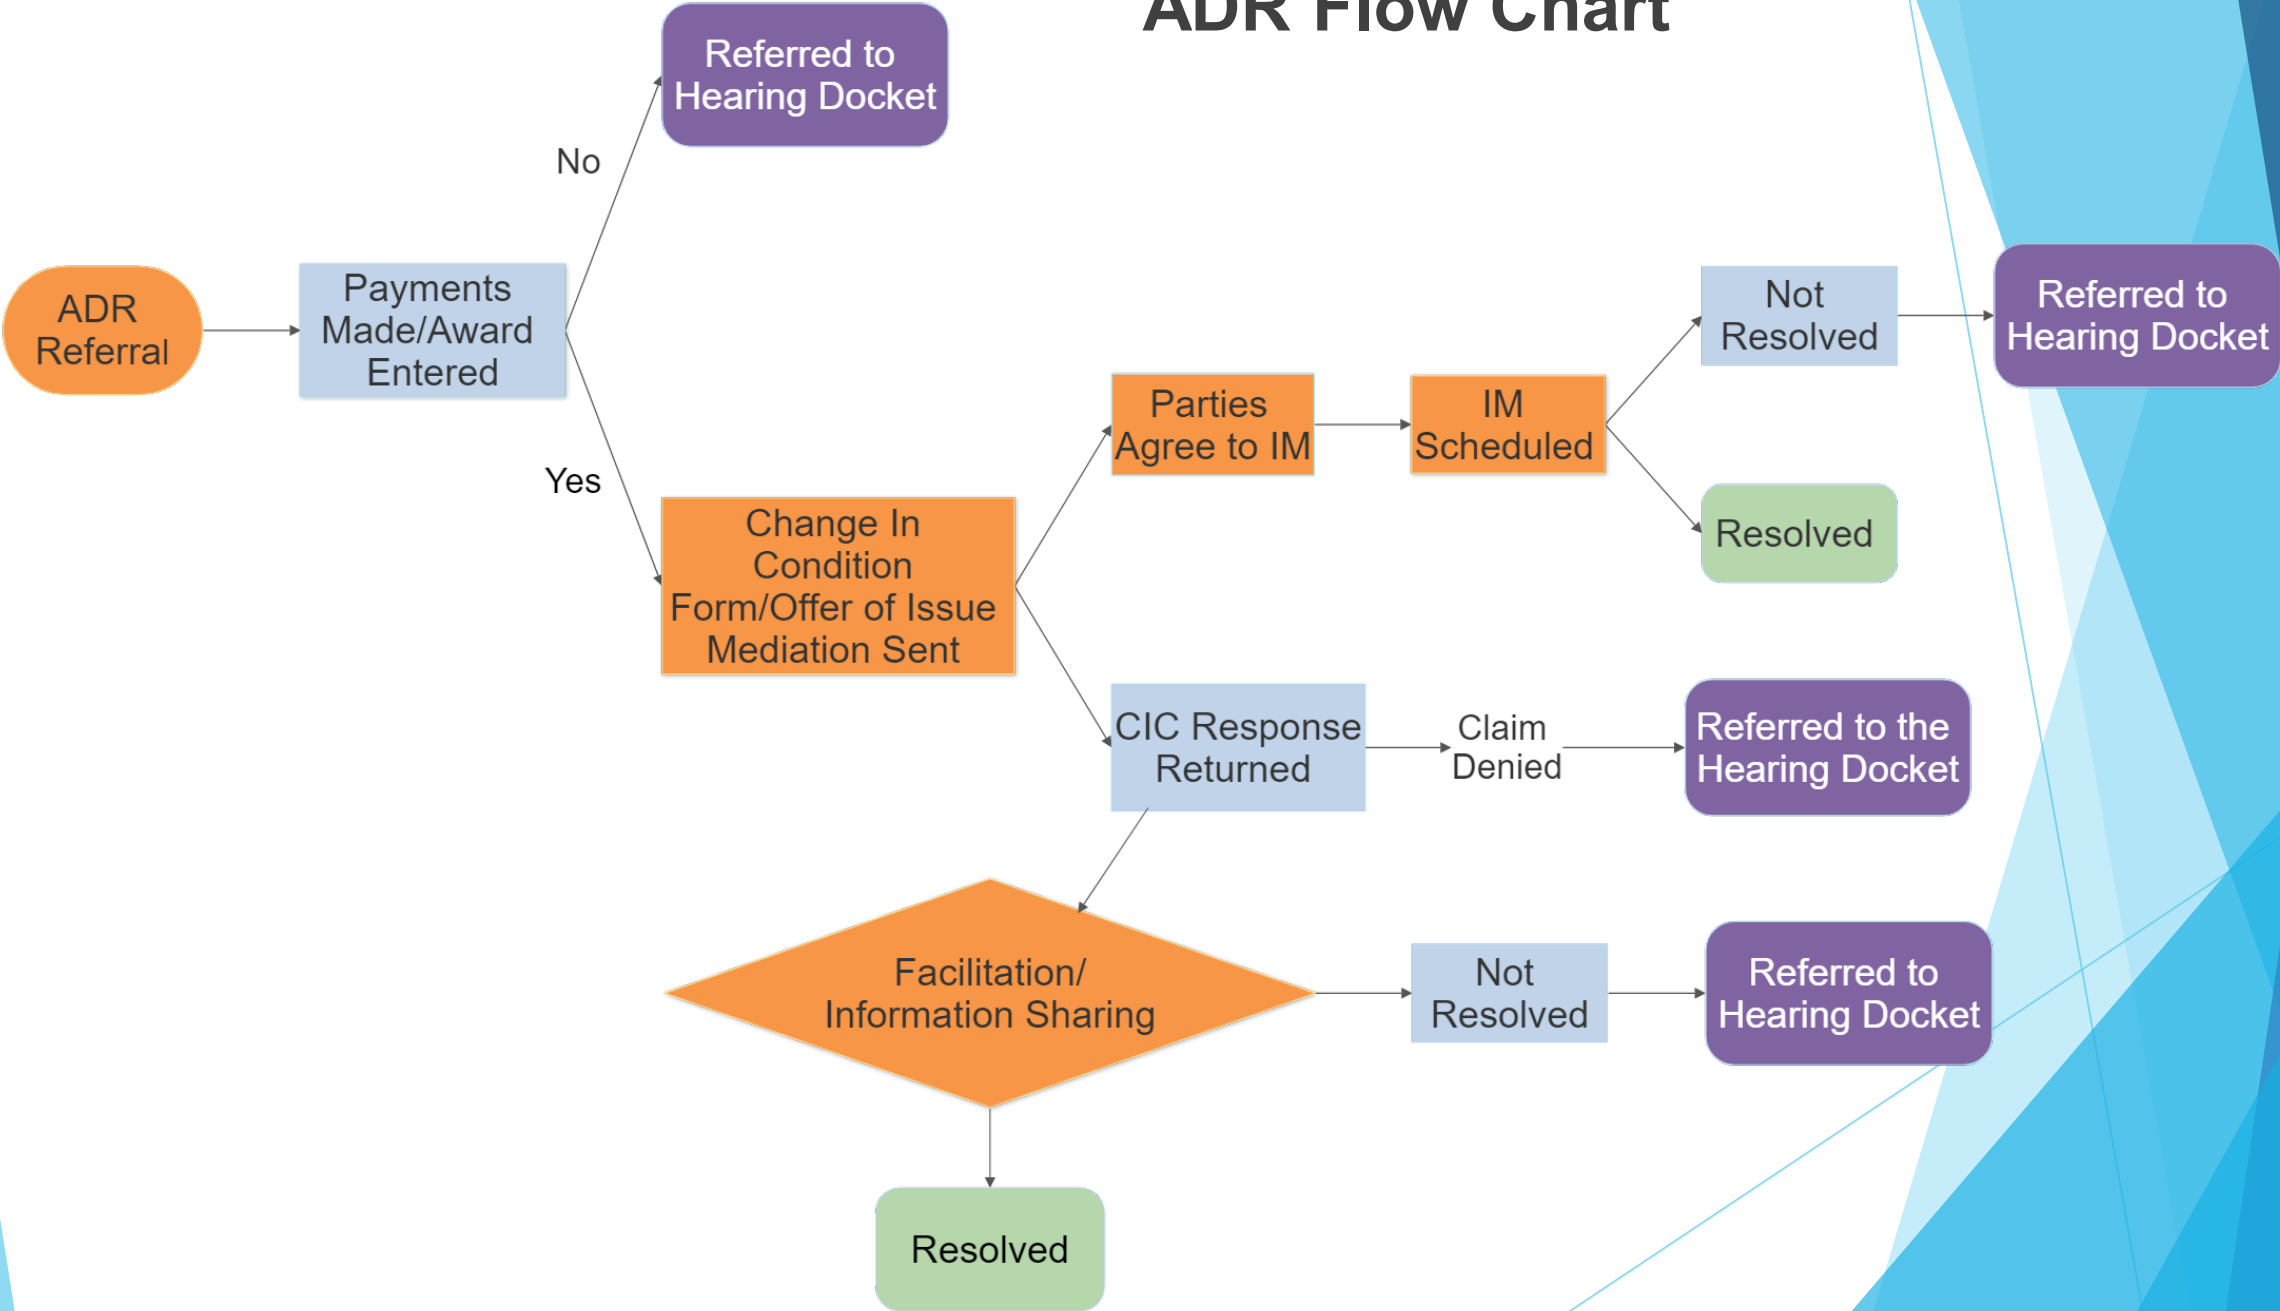 ADR Flow Chart
Referred to
Hearing Docket
No
ADR
Referral
Payments
Made/Award
Entered
Yes
Change In
Condition
Form/Offer of Issue
Mediation Sent
Parties
Agree to IM
IM
Scheduled
Not
Resolved
Referred to
Hearing Docket
Resolved
CIC Response
Returned
Claim
Denied
Referred to the
Hearing Docket
Facilitation/
Information Sharing
Not
Resolved
Referred to
Hearing Docket
Resolved